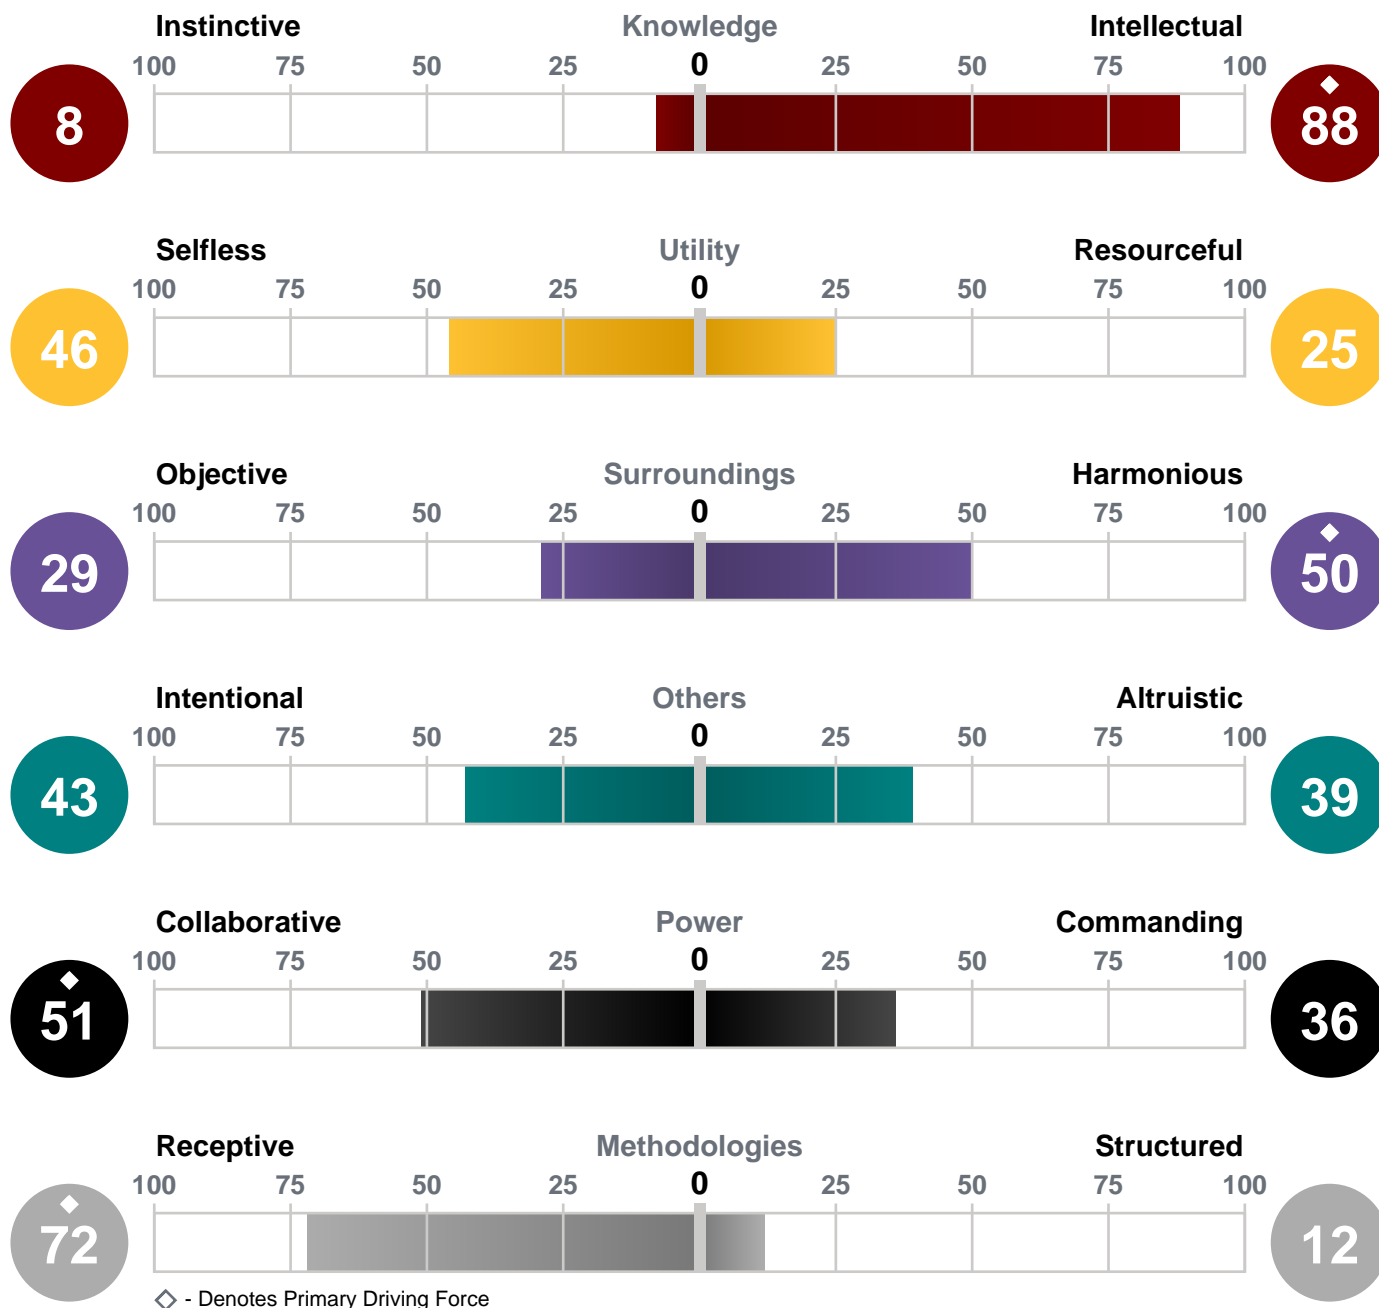 Instinctive Knowledge Intellectual
100 75 50 25 0 25 50 75 100
8 88
Selfless Utility Resourceful
100 75 50 25 0 25 50 75 100
46 25
Objective Surroundings Harmonious
100 75 50 25 0 25 50 75 100
29 50
Intentional Others Altruistic
100 75 50 25 0 25 50 75 100
43 39
Collaborative Power Commanding
100 75 50 25 0 25 50 75 100
51 36
Receptive Methodologies Structured
100 75 50 25 0 25 50 75 100
72 12
- Denotes Primary Driving Force